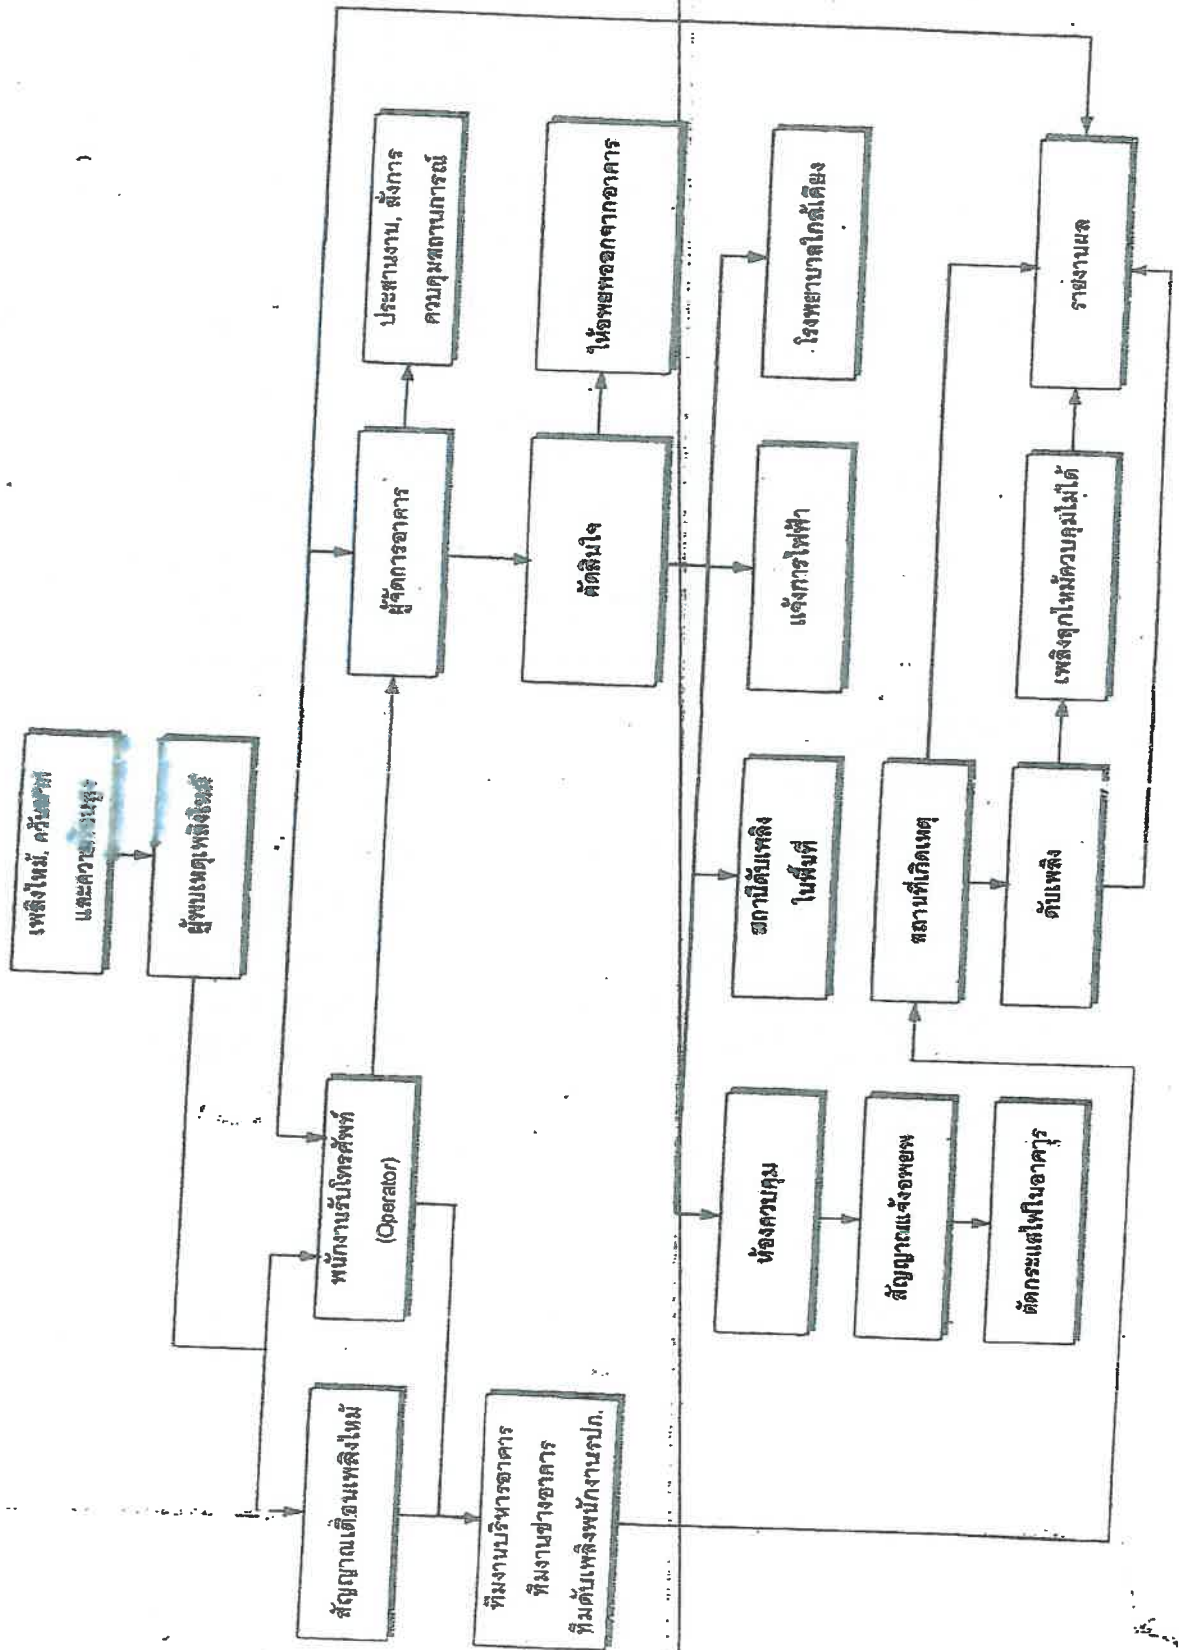 เพลิงไหม้, ควัน
และความ
ผู้พบเหตุเพลิงไหม้
สัญญาณเตือนเพลิงไหม้
พนักงานรับโทรศัพท์
(Operator)
ผู้จัดการอาคาร
ประสานงาน, สั่งการ
ควบคุมสถานการณ์
ทีมงานบริหารอาคาร
ทีมงานช่างอาคาร
ทีมดับเพลิงพนักงานรปภ.
ตัดสินใจ
ให้อพยพออกจากอาคาร
ห้องควบคุม
สถานีดับเพลิง
ในพื้นที่
แจ้งการไฟฟ้า
โรงพยาบาลใกล้เคียง
สัญญาณแจ้งอพยพ
สถานที่เกิดเหตุ
ตัดกระแสไฟในอาคาร
ดับเพลิง
เพลิงลุกไหม้ควบคุมไม่ได้
รายงานผล